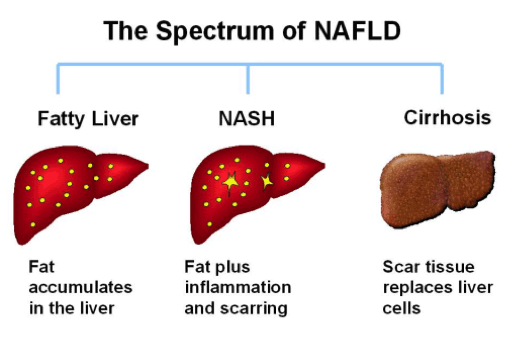 The Spectrum of NAFLD
Fatty Liver
NASH
Cirrhosis
Fat
accumulates
in the liver
Fat plus
inflammation
and scarring
Scar tissue
replaces liver
cells